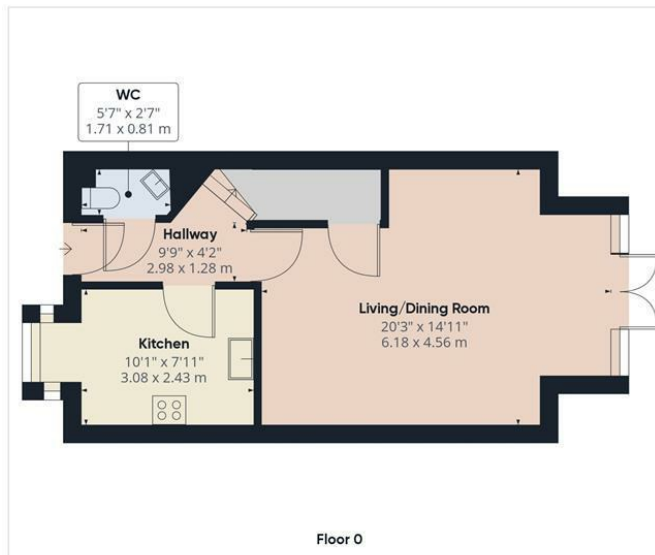 WC
5'7" x 2'7"
1.71 x 0.81 m
Hallway
9'9" x 4'2"
2.98 x 1.28 m
Living/Dining Room
20'3" x 14'11"
6.18 x 4.56 m
Kitchen
10'1" x 7'11"
3.08 x 2.43 m
Floor 0